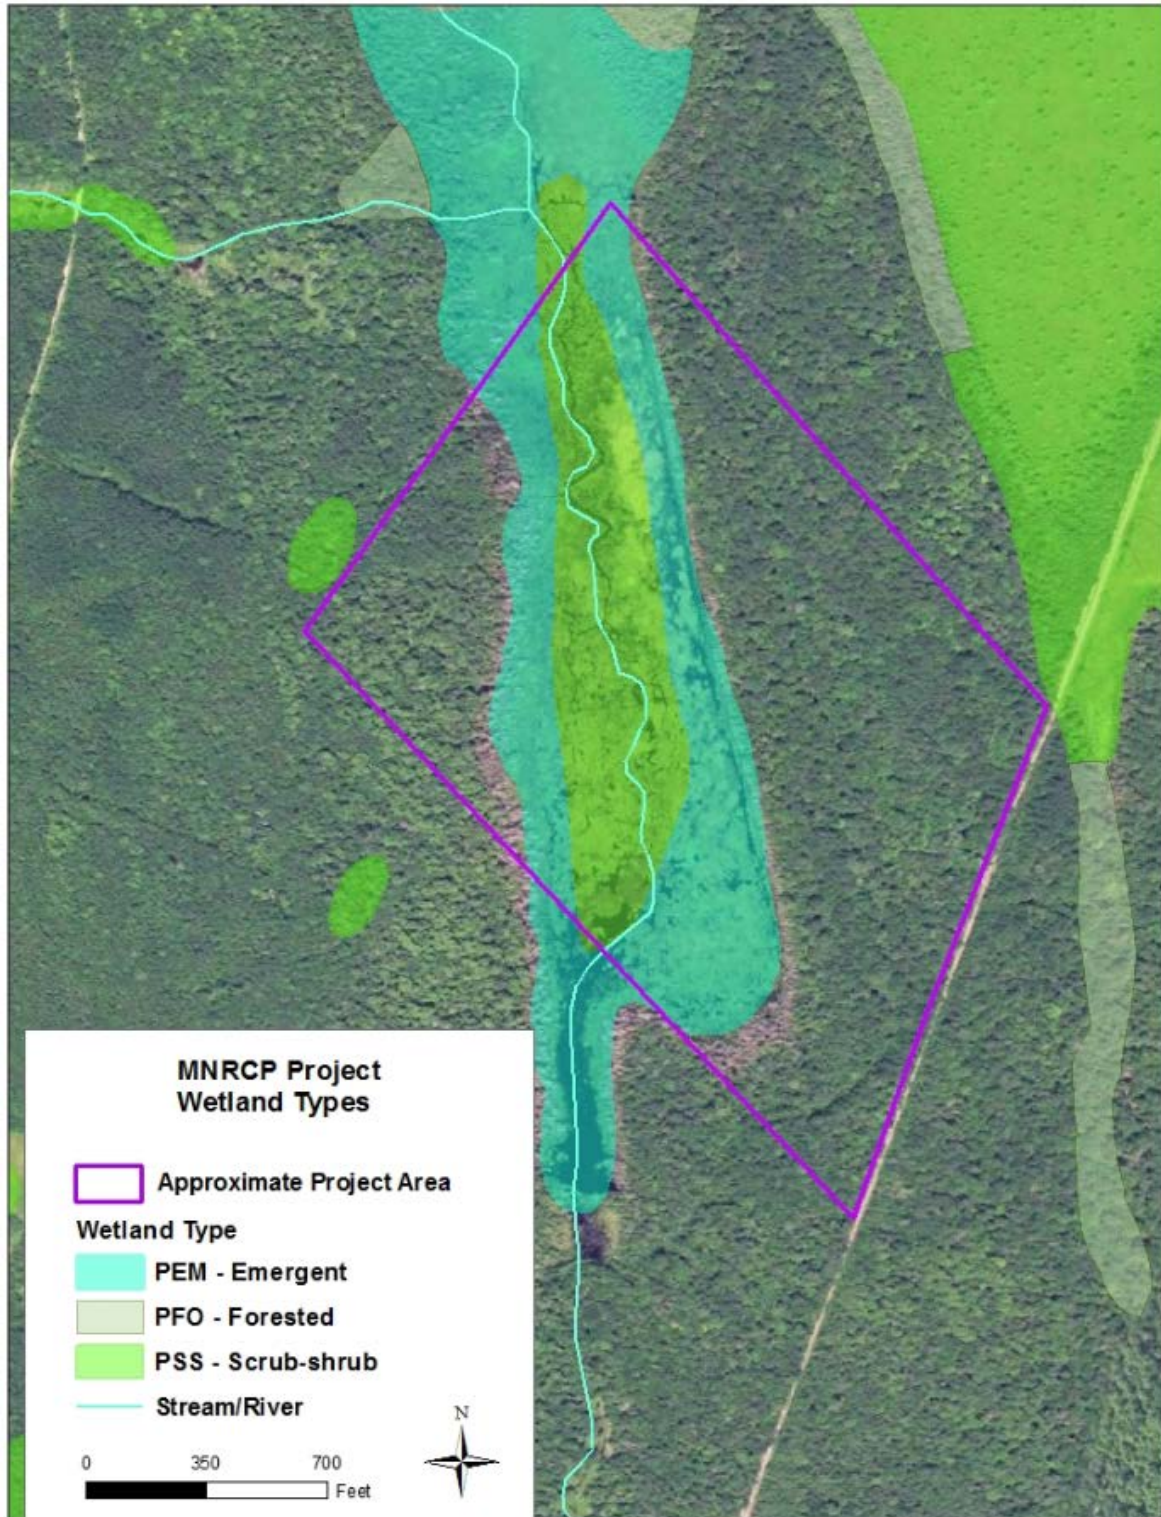 MNRCP Project
Wetland Types
Approximate Project Area
Wetland Type
PEM - Emergent
PFO - Forested
PSS - Scrub-shrub
Stream/River
N
0 350 700
Feet